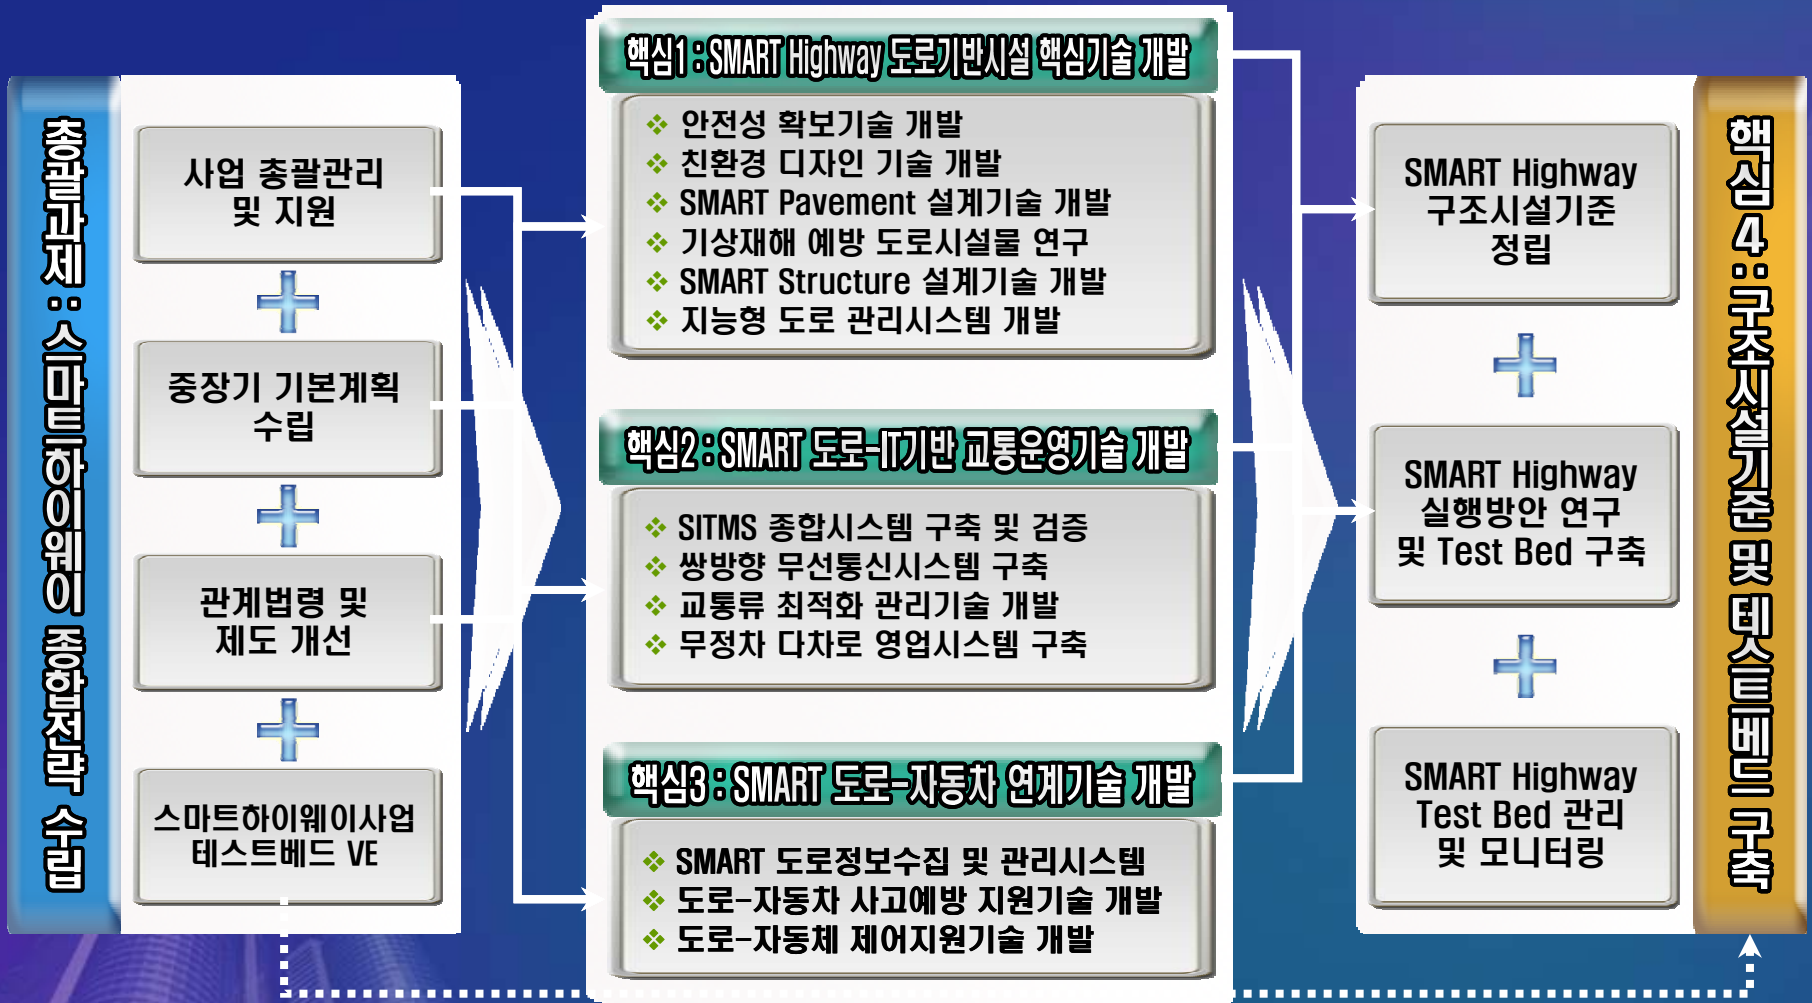 총괄과제 : 스마트하이웨이 종합전략 수립
사업 총괄관리
및 지원
중장기 기본계획
수립
관계법령 및
제도 개선
스마트하이웨이사업
테스트베드 VE
핵심1 : SMART Highway 도로기반시설 핵심기술 개발
안전성 확보기술 개발
친환경 디자인 기술 개발
SMART Pavement 설계기술 개발
기상재해 예방 도로시설물 연구
SMART Structure 설계기술 개발
지능형 도로 관리시스템 개발
핵심2 : SMART 도로-IT기반 교통운영기술 개발
SITMS 종합시스템 구축 및 검증
쌍방향 무선통신시스템 구축
교통류 최적화 관리기술 개발
무정차 다차로 영업시스템 구축
핵심3 : SMART 도로-자동차 연계기술 개발
SMART 도로정보수집 및 관리시스템
도로-자동차 사고예방 지원기술 개발
도로-자동체 제어지원기술 개발
SMART Highway
구조시설기준
정립
SMART Highway
실행방안 연구
및 Test Bed 구축
SMART Highway
Test Bed 관리
및 모니터링
핵심 4 : 구조시설기준 및 테스트베드 구축